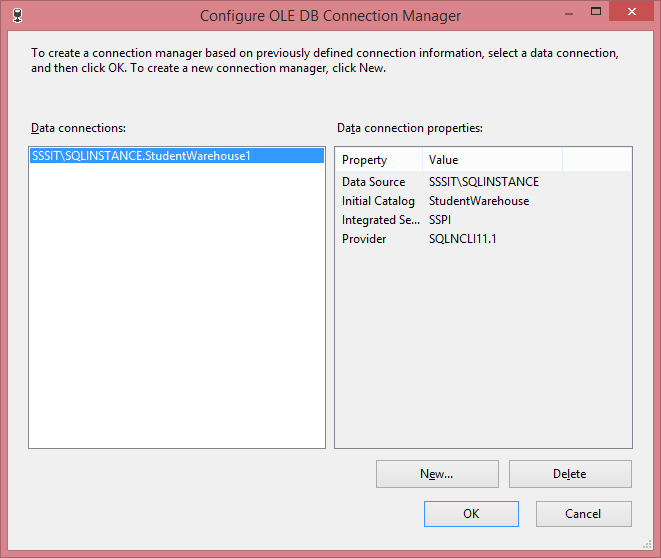 Configure OLE DB Connection Manager
To create a connection manager based on previously defined connection information, select a data connection,
and then click OK. To create a new connection manager, click New.
Data connections:
SSSIT\SQLINSTANCE.StudentWarehouse1
Data connection properties:
Property Value
Data Source SSSIT\SQLINSTANCE
Initial Catalog StudentWarehouse
Integrated Se... SSPI
Provider SQLNCLI11.1
New... Delete
OK Cancel